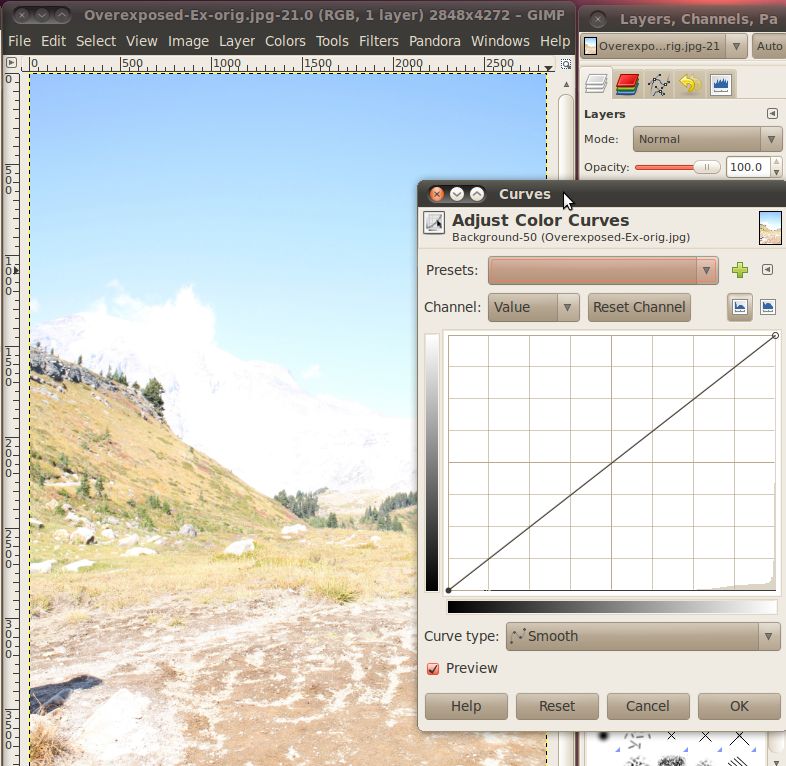 Overexposed-Ex-orig.jpg-21.0 (RGB, 1 layer) 2848x4272 – GIMP
File Edit Select View Image Layer Colors Tools Filters Pandora Windows Help
0 500 1000 1500 2000 2500
0
500
1000
1500
2000
2500
3000
3500
Layers, Channels, Pa
Overexpo...rig.jpg-21 Auto
Layers
Mode: Normal
Opacity: 100.0
Curves
Adjust Color Curves
Background-50 (Overexposed-Ex-orig.jpg)
Presets:
Channel: Value Reset Channel
Curve type: Smooth
Preview
Help Reset Cancel OK